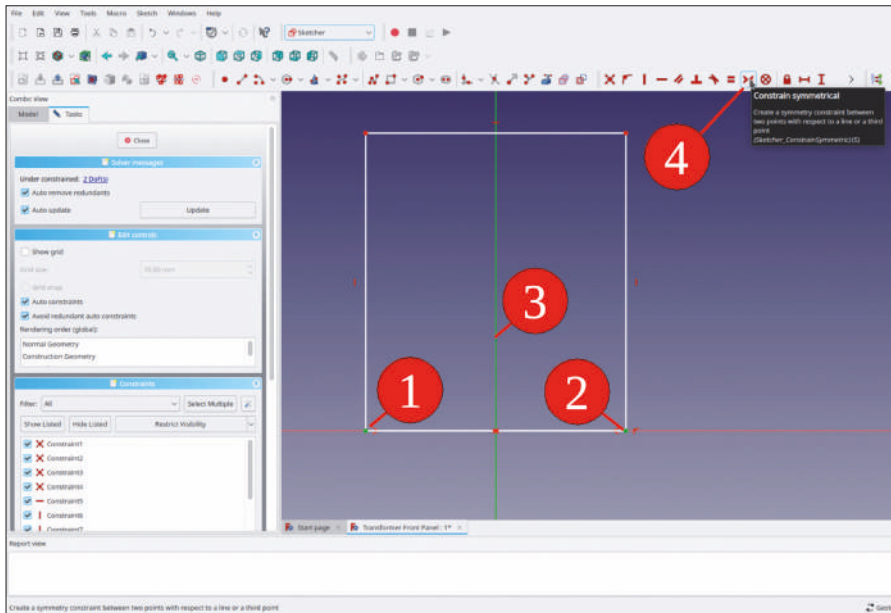 File Edit View Tools Macro Sketch Windows Help
Sketcher
Combo View
Model Tasks
Close
Solver messages
Under constrained: 2 DoF(s)
Auto remove redundants
Auto update Update
Edit controls
Show grid
Grid size: 10.00 mm
Grid snap
Auto constraints
Avoid redundant auto constraints
Rendering order (global):
Normal Geometry
Construction Geometry
Constraints
Filter: All Select Multiple
Show Listed Hide Listed Restrict Visibility
Constraint1
Constraint2
Constraint3
Constraint4
Constraint5
Constraint6
Constraint7
Constrain symmetrical
Create a symmetry constraint between
two points with respect to a line or a third
point
(Sketcher_ConstrainSymmetric) (S)
4
3
1
2
Start page Transformer Front Panel : 1*
Report view
Create a symmetry constraint between two points with respect to a line or a third point